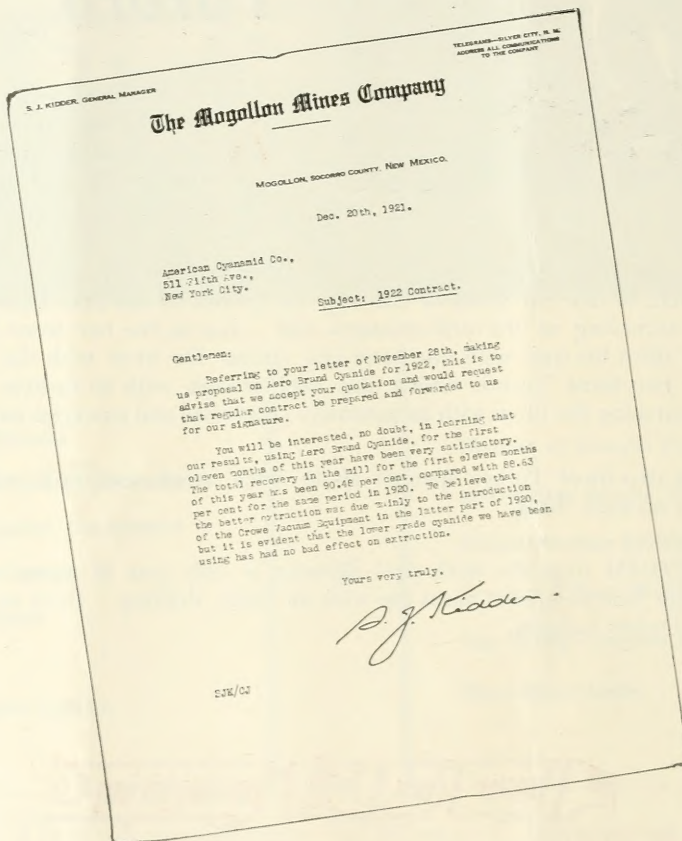 S. J. KIDDER, GENERAL MANAGER
TELEGRAMS—SILVER CITY, N. M.
ADDRESS ALL COMMUNICATIONS
TO THE COMPANY
The Mogollon Mines Company
MOGOLLON, SOCORRO COUNTY, NEW MEXICO.
Dec. 20th, 1921.
American Cyanamid Co.,
511 Fifth Ave.,
New York City.
Subject: 1922 Contract.
Gentlemen:
Referring to your letter of November 28th, making
us proposal on Aero Brand Cyanide for 1922, this is to
advise that we accept your quotation and would request
that regular contract be prepared and forwarded to us
for our signature.
You will be interested, no doubt, in learning that
our results, using Aero Brand Cyanide, for the first
eleven months of this year have been very satisfactory.
The total recovery in the mill for the first eleven months
of this year has been 90.48 per cent, compared with 88.63
per cent for the same period in 1920. We believe that
the better extraction was due mainly to the introduction
of the Crowe Vacuum Equipment in the latter part of 1920,
but it is evident that the lower grade cyanide we have been
using has had no bad effect on extraction.
Yours very truly.
S. J. Kidder.
SJK/CJ